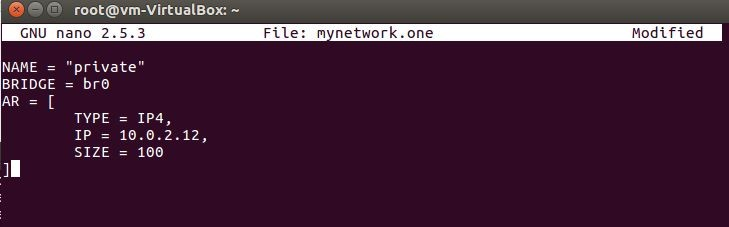 root@vm-VirtualBox: ~
GNU nano 2.5.3 File: mynetwork.one Modified
NAME = "private"
BRIDGE = br0
AR = [
TYPE = IP4,
IP = 10.0.2.12,
SIZE = 100
]